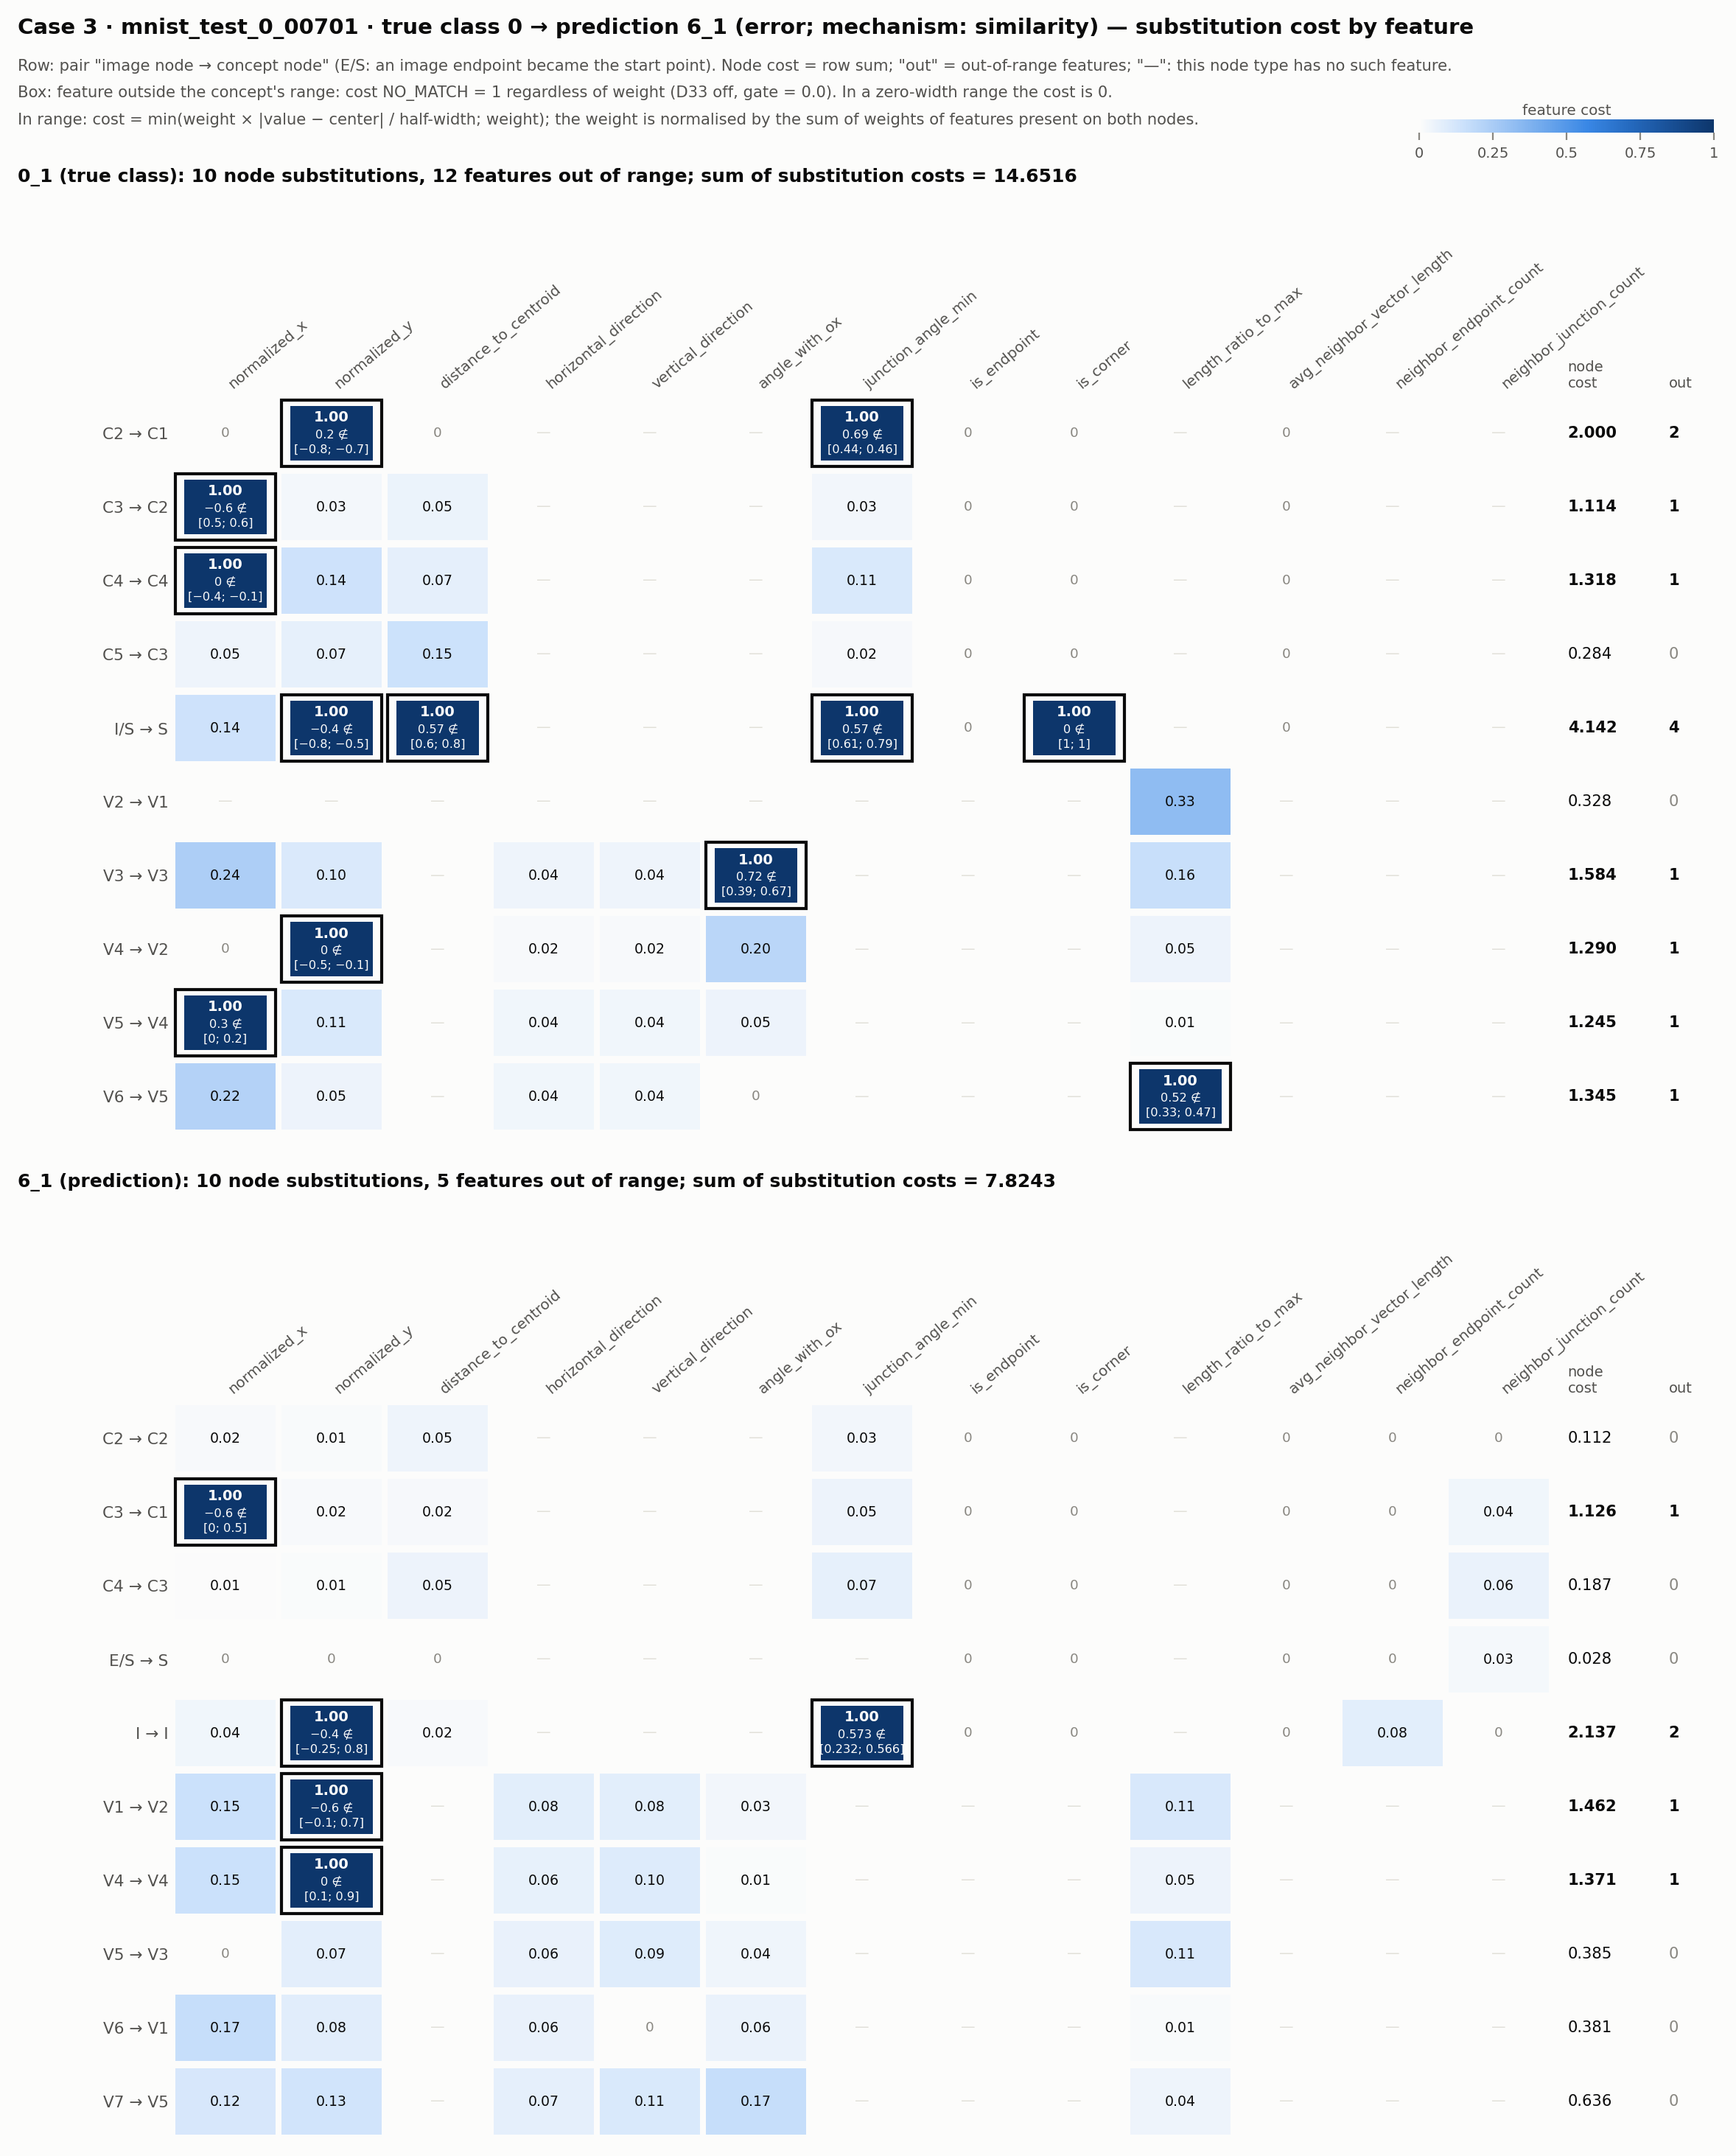 Case 3 · mnist_test_0_00701 · true class 0 → prediction 6_1 (error; mechanism: similarity) — substitution cost by feature
Row: pair "image node → concept node" (E/S: an image endpoint became the start point). Node cost = row sum; "out" = out-of-range features; "—": this node type has no such feature.
Box: feature outside the concept's range: cost NO_MATCH = 1 regardless of weight (D33 off, gate = 0.0). In a zero-width range the cost is 0.
In range: cost = min(weight × |value − center| / half-width; weight); the weight is normalised by the sum of weights of features present on both nodes.
feature cost
0 0.25 0.5 0.75 1
0_1 (true class): 10 node substitutions, 12 features out of range; sum of substitution costs = 14.6516
normalized_x normalized_y distance_to_centroid horizontal_direction vertical_direction angle_with_ox junction_angle_min is_endpoint is_corner length_ratio_to_max avg_neighbor_vector_length neighbor_endpoint_count neighbor_junction_count node cost out
C2 → C1 0 1.00 0.2 ∉ [−0.8; −0.7] 0 — — — 1.00 0.69 ∉ [0.44; 0.46] 0 0 — 0 — — 2.000 2
C3 → C2 1.00 −0.6 ∉ [0.5; 0.6] 0.03 0.05 — — — 0.03 0 0 — 0 — — 1.114 1
C4 → C4 1.00 0 ∉ [−0.4; −0.1] 0.14 0.07 — — — 0.11 0 0 — 0 — — 1.318 1
C5 → C3 0.05 0.07 0.15 — — — 0.02 0 0 — 0 — — 0.284 0
I/S → S 0.14 1.00 −0.4 ∉ [−0.8; −0.5] 1.00 0.57 ∉ [0.6; 0.8] — — — 1.00 0.57 ∉ [0.61; 0.79] 0 1.00 0 ∉ [1; 1] — 0 — — 4.142 4
V2 → V1 — — — — — — — — — 0.33 — — — 0.328 0
V3 → V3 0.24 0.10 — 0.04 0.04 1.00 0.72 ∉ [0.39; 0.67] — — — 0.16 — — — 1.584 1
V4 → V2 0 1.00 0 ∉ [−0.5; −0.1] — 0.02 0.02 0.20 — — — 0.05 — — — 1.290 1
V5 → V4 1.00 0.3 ∉ [0; 0.2] 0.11 — 0.04 0.04 0.05 — — — 0.01 — — — 1.245 1
V6 → V5 0.22 0.05 — 0.04 0.04 0 — — — 1.00 0.52 ∉ [0.33; 0.47] — — — 1.345 1
6_1 (prediction): 10 node substitutions, 5 features out of range; sum of substitution costs = 7.8243
normalized_x normalized_y distance_to_centroid horizontal_direction vertical_direction angle_with_ox junction_angle_min is_endpoint is_corner length_ratio_to_max avg_neighbor_vector_length neighbor_endpoint_count neighbor_junction_count node cost out
C2 → C2 0.02 0.01 0.05 — — — 0.03 0 0 — 0 0 0 0.112 0
C3 → C1 1.00 −0.6 ∉ [0; 0.5] 0.02 0.02 — — — 0.05 0 0 — 0 0 0.04 1.126 1
C4 → C3 0.01 0.01 0.05 — — — 0.07 0 0 — 0 0 0.06 0.187 0
E/S → S 0 0 0 — — — — 0 0 — 0 0 0.03 0.028 0
I → I 0.04 1.00 −0.4 ∉ [−0.25; 0.8] 0.02 — — — 1.00 0.573 ∉ [0.232; 0.566] 0 0 — 0 0.08 0 2.137 2
V1 → V2 0.15 1.00 −0.6 ∉ [−0.1; 0.7] — 0.08 0.08 0.03 — — — 0.11 — — — 1.462 1
V4 → V4 0.15 1.00 0 ∉ [0.1; 0.9] — 0.06 0.10 0.01 — — — 0.05 — — — 1.371 1
V5 → V3 0 0.07 — 0.06 0.09 0.04 — — — 0.11 — — — 0.385 0
V6 → V1 0.17 0.08 — 0.06 0 0.06 — — — 0.01 — — — 0.381 0
V7 → V5 0.12 0.13 — 0.07 0.11 0.17 — — — 0.04 — — — 0.636 0